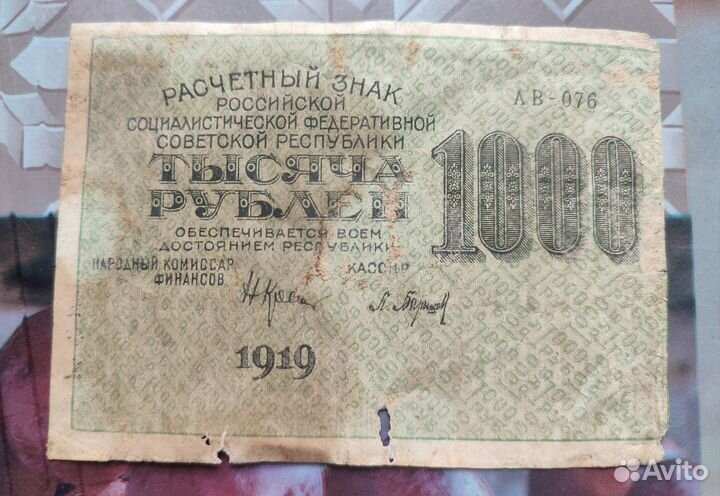 РАСЧЕТНЫЙ ЗНАК
РОССИЙСКОЙ
СОЦИАЛИСТИЧЕСКОЙ ФЕДЕРАТИВНОЙ
СОВЕТСКОЙ РЕСПУБЛИКИ
ТЫСЯЧА
РУБЛЕЙ
ОБЕСПЕЧИВАЕТСЯ ВСЕМ
ДОСТОЯНИЕМ РЕСПУБЛИКИ
АВ-076
1000
НАРОДНЫЙ КОМИССАР
ФИНАНСОВ
КАССИР
1919
Avito